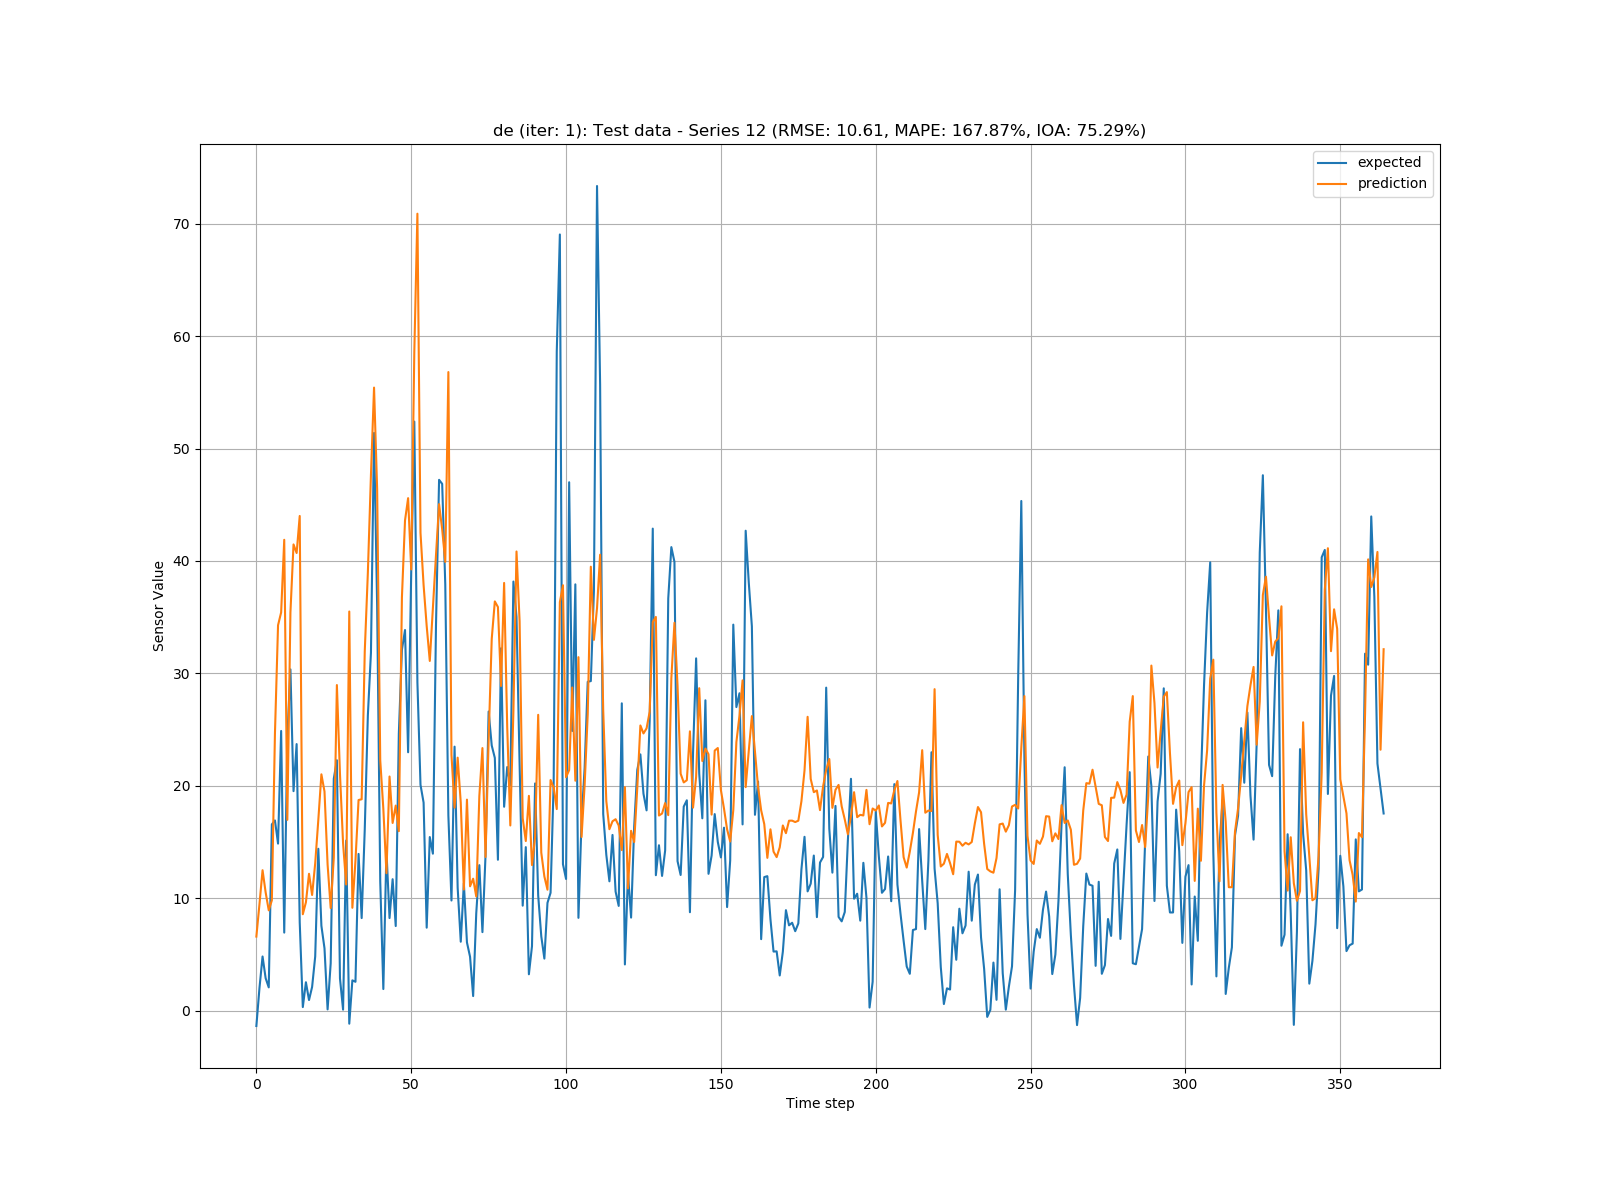 de (iter: 1): Test data - Series 12 (RMSE: 10.61, MAPE: 167.87%, IOA: 75.29%)
expected
prediction
70
60
50
40
30
20
10
0
Sensor Value
0 50 100 150 200 250 300 350
Time step